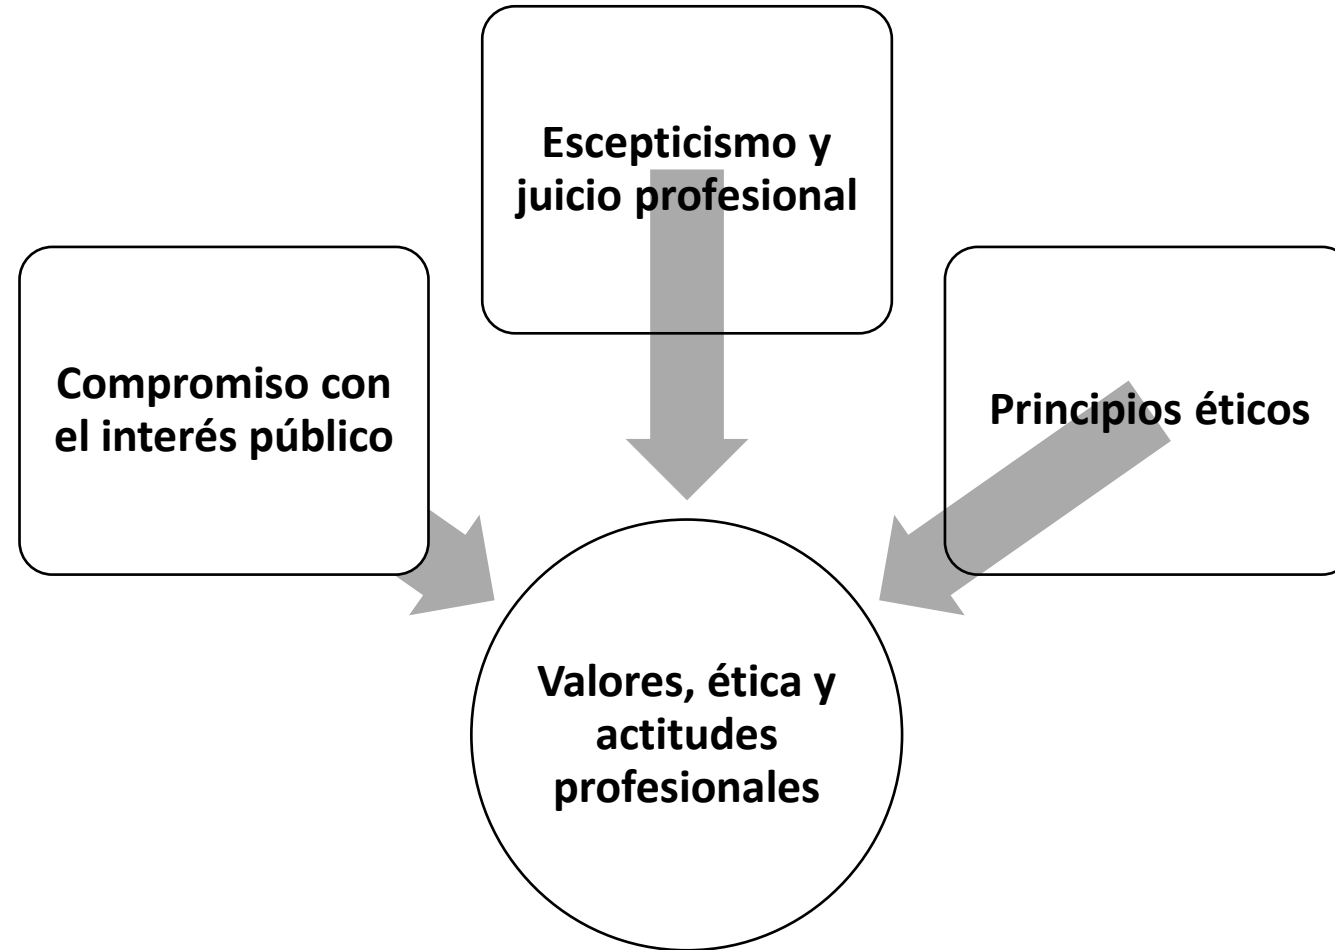 Escepticismo y
juicio profesional
Compromiso con
el interés público
Principios éticos
Valores, ética y
actitudes
profesionales